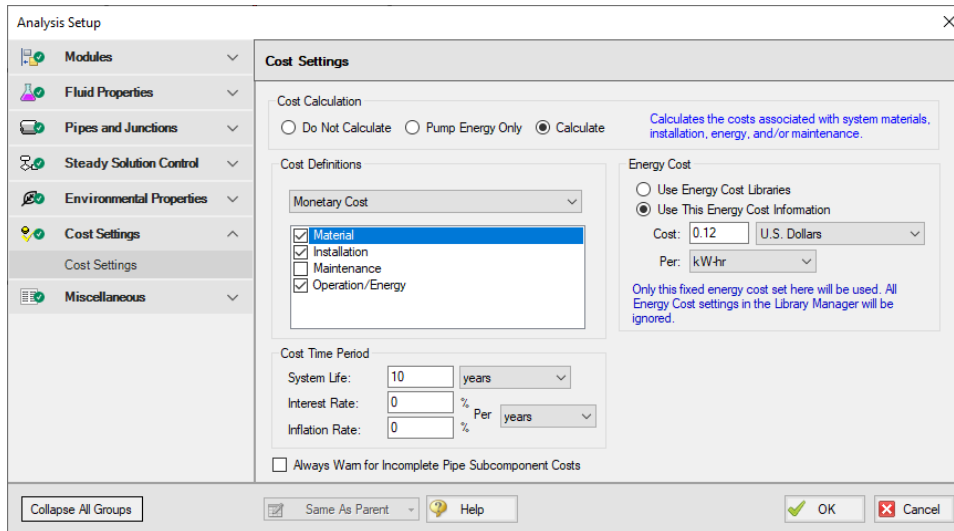 Analysis Setup
Modules
Fluid Properties
Pipes and Junctions
Steady Solution Control
Environmental Properties
Cost Settings
Cost Settings
Miscellaneous
Collapse All Groups
Cost Settings
Cost Calculation
Do Not Calculate
Pump Energy Only
Calculate
Calculates the costs associated with system materials,
installation, energy, and/or maintenance.
Cost Definitions
Monetary Cost
Material
Installation
Maintenance
Operation/Energy
Energy Cost
Use Energy Cost Libraries
Use This Energy Cost Information
Cost: 0.12 U.S. Dollars
Per: kW-hr
Only this fixed energy cost set here will be used. All
Energy Cost settings in the Library Manager will be
ignored.
Cost Time Period
System Life: 10 years
Interest Rate: 0 %
Per years
Inflation Rate: 0 %
Always Warn for Incomplete Pipe Subcomponent Costs
Same As Parent
Help
OK
Cancel